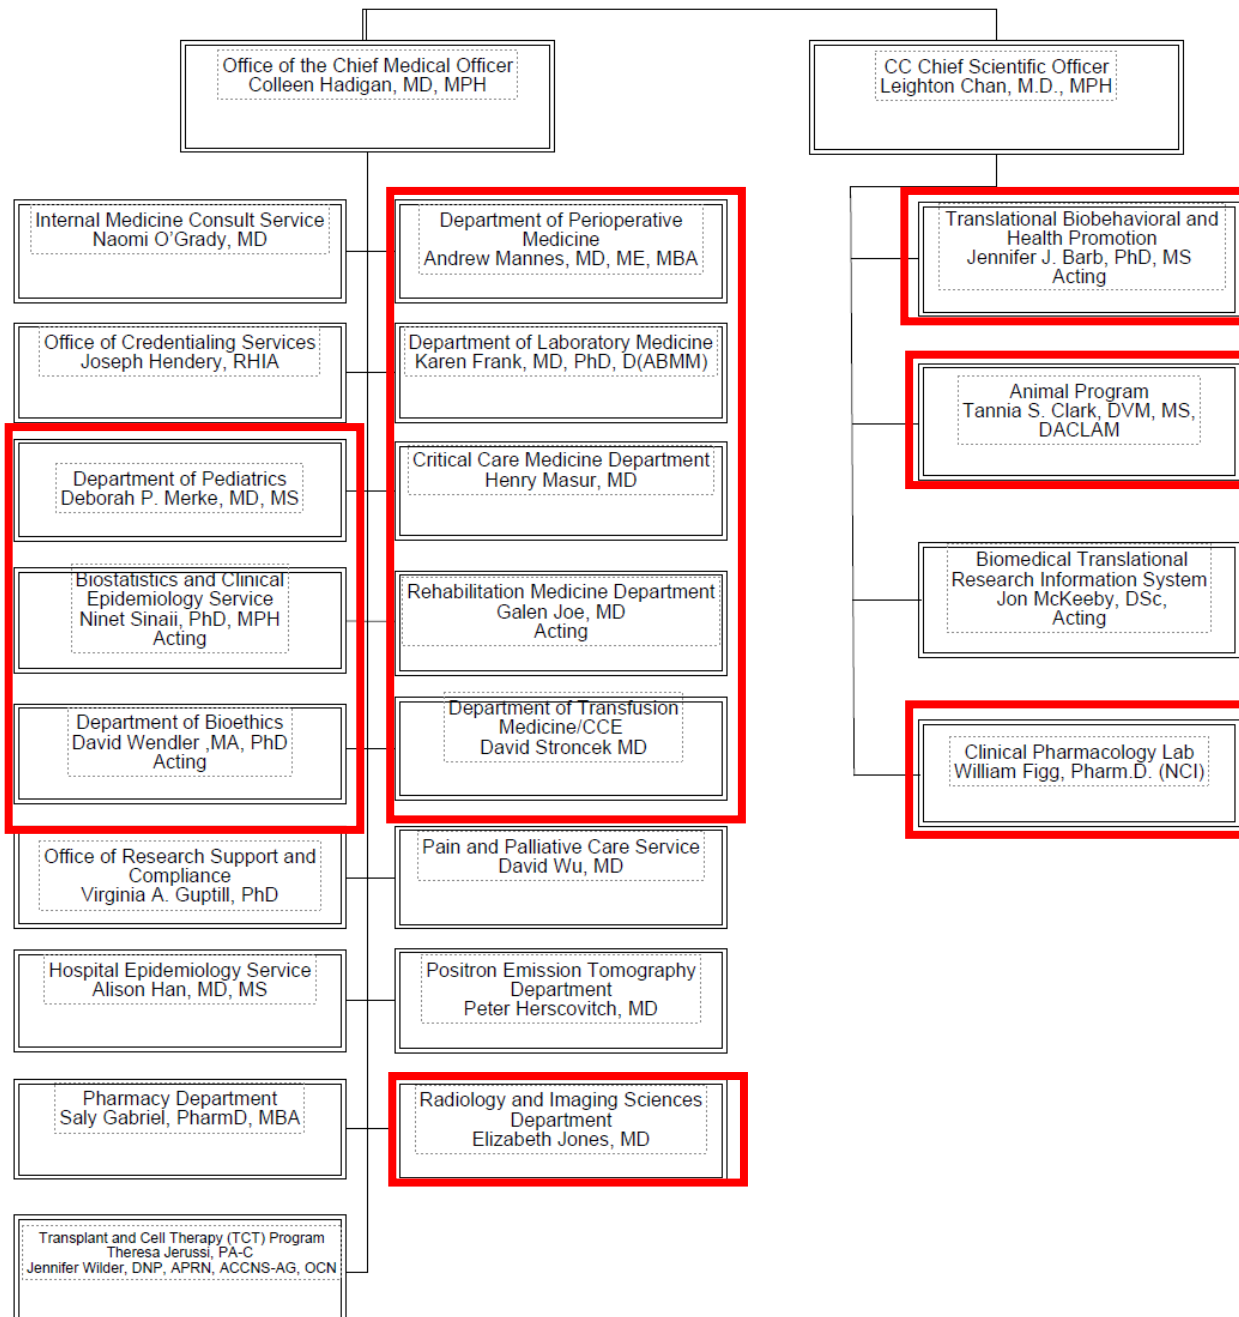 Office of the Chief Medical Officer
Colleen Hadigan, MD, MPH
CC Chief Scientific Officer
Leighton Chan, M.D., MPH
Internal Medicine Consult Service
Naomi O'Grady, MD
Department of Perioperative
Medicine
Andrew Mannes, MD, ME, MBA
Translational Biobehavioral and
Health Promotion
Jennifer J. Barb, PhD, MS
Acting
Office of Credentialing Services
Joseph Hendery, RHIA
Department of Laboratory Medicine
Karen Frank, MD, PhD, D(ABMM)
Animal Program
Tannia S. Clark, DVM, MS,
DACLAM
Department of Pediatrics
Deborah P. Merke, MD, MS
Critical Care Medicine Department
Henry Masur, MD
Biomedical Translational
Research Information System
Jon McKeeby, DSc,
Acting
Biostatistics and Clinical
Epidemiology Service
Ninet Sinaii, PhD, MPH
Acting
Rehabilitation Medicine Department
Galen Joe, MD
Acting
Department of Bioethics
David Wendler ,MA, PhD
Acting
Department of Transfusion
Medicine/CCE
David Stroncek MD
Clinical Pharmacology Lab
William Figg, Pharm.D. (NCI)
Office of Research Support and
Compliance
Virginia A. Guptill, PhD
Pain and Palliative Care Service
David Wu, MD
Hospital Epidemiology Service
Alison Han, MD, MS
Positron Emission Tomography
Department
Peter Herscovitch, MD
Pharmacy Department
Saly Gabriel, PharmD, MBA
Radiology and Imaging Sciences
Department
Elizabeth Jones, MD
Transplant and Cell Therapy (TCT) Program
Theresa Jerussi, PA-C
Jennifer Wilder, DNP, APRN, ACCNS-AG, OCN